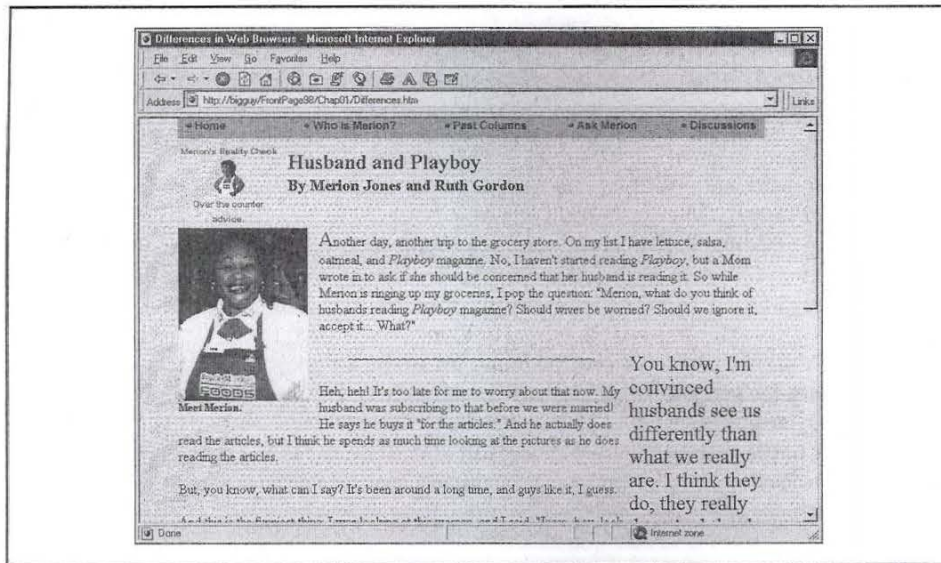 Differences in Web Browsers - Microsoft Internet Explorer
File Edit View Go Favorites Help
Address http://bigguy/FrontPage98/Chap01/Differences.htm Links
Home Who is Merion? Past Columns Ask Merion Discussions
Merion's Reality Check
Over the counter
advice.
Husband and Playboy
By Merion Jones and Ruth Gordon
Another day, another trip to the grocery store. On my list I have lettuce, salsa,
oatmeal, and Playboy magazine. No, I haven't started reading Playboy, but a Mom
wrote in to ask if she should be concerned that her husband is reading it. So while
Merion is ringing up my groceries, I pop the question: "Merion, what do you think of
husbands reading Playboy magazine? Should wives be worried? Should we ignore it,
accept it... What?"
FOODS
Meet Merion.
Heh, heh! It's too late for me to worry about that now. My
husband was subscribing to that before we were married!
He says he buys it "for the articles." And he actually does
read the articles, but I think he spends as much time looking at the pictures as he does
reading the articles.
But, you know, what can I say? It's been around a long time, and guys like it, I guess.
You know, I'm
convinced
husbands see us
differently than
what we really
are. I think they
do, they really
Done Internet zone